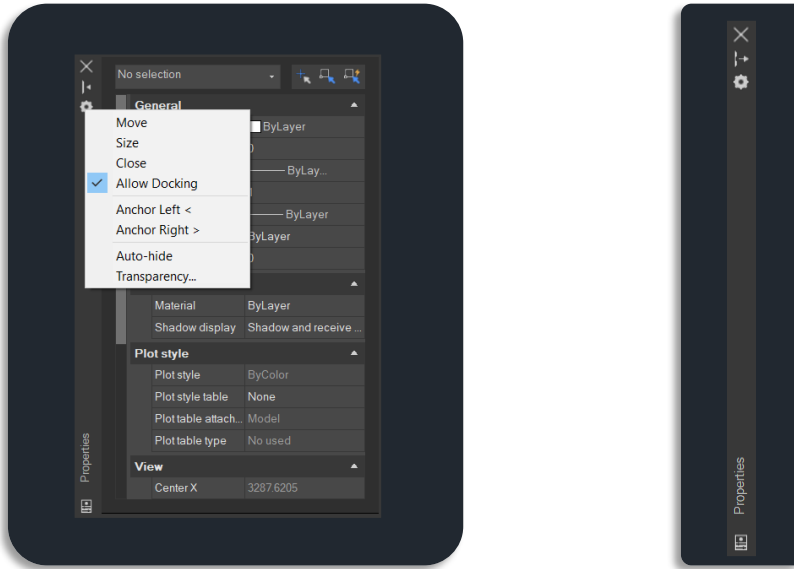 No selection
General
Move
Size
Close
Allow Docking
Anchor Left <
Anchor Right >
Auto-hide
Transparency...
ByLayer
ByLay...
ByLayer
ByLayer
Material ByLayer
Shadow display Shadow and receive ...
Plot style
Plot style ByColor
Plot style table None
Plot table attach... Model
Plot table type No used
View
Center X 3287.6205
Properties
Properties